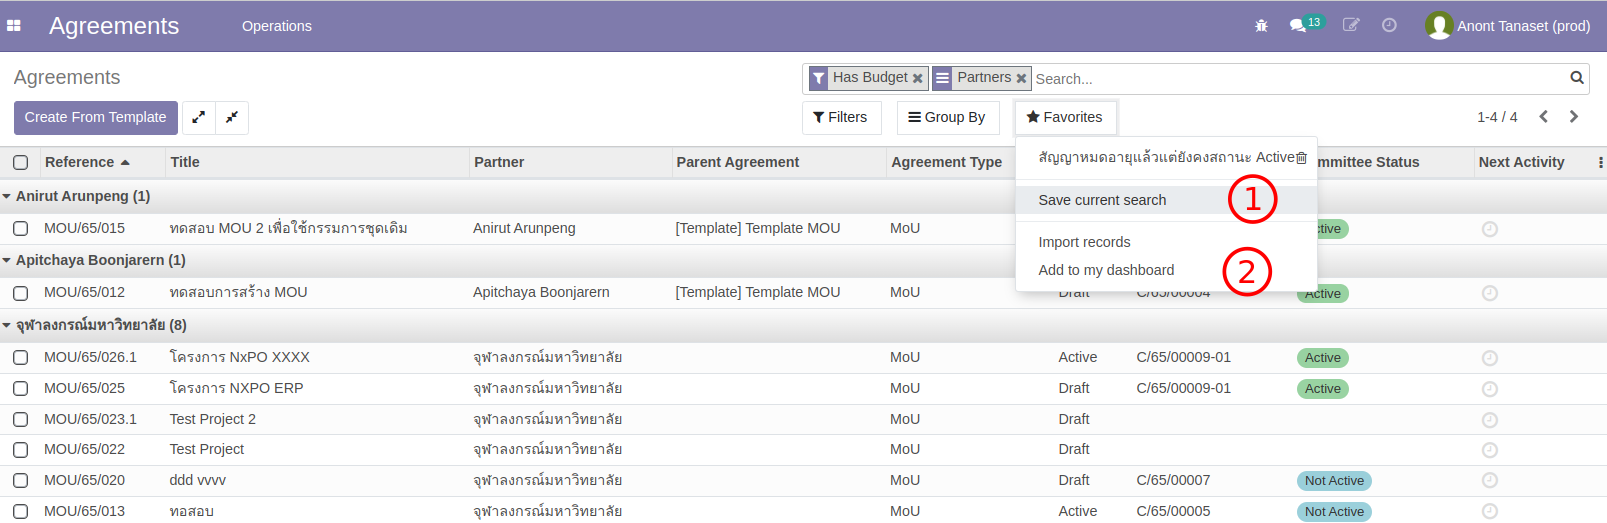 Agreements Operations 13 Anont Tanaset (prod)
Agreements Has Budget Partners Search...
Create From Template Filters Group By Favorites 1-4 / 4
สัญญาหมดอายุแล้วแต่ยังคงสถานะ Active
Save current search 1
Import records
Add to my dashboard 2
Reference Title Partner Parent Agreement Agreement Type mmittee Status Next Activity
Anirut Arunpeng (1)
MOU/65/015 ทดสอบ MOU 2 เพื่อใช้กรรมการชุดเดิม Anirut Arunpeng [Template] Template MOU MoU ctive
Apitchaya Boonjarern (1)
MOU/65/012 ทดสอบการสร้าง MOU Apitchaya Boonjarern [Template] Template MOU MoU Draft C/65/00004 Active
จุฬาลงกรณ์มหาวิทยาลัย (8)
MOU/65/026.1 โครงการ NxPO XXXX จุฬาลงกรณ์มหาวิทยาลัย MoU Active C/65/00009-01 Active
MOU/65/025 โครงการ NXPO ERP จุฬาลงกรณ์มหาวิทยาลัย MoU Draft C/65/00009-01 Active
MOU/65/023.1 Test Project 2 จุฬาลงกรณ์มหาวิทยาลัย MoU Draft
MOU/65/022 Test Project จุฬาลงกรณ์มหาวิทยาลัย MoU Draft
MOU/65/020 ddd vvvv จุฬาลงกรณ์มหาวิทยาลัย MoU Draft C/65/00007 Not Active
MOU/65/013 ทอสอบ จุฬาลงกรณ์มหาวิทยาลัย MoU Active C/65/00005 Not Active